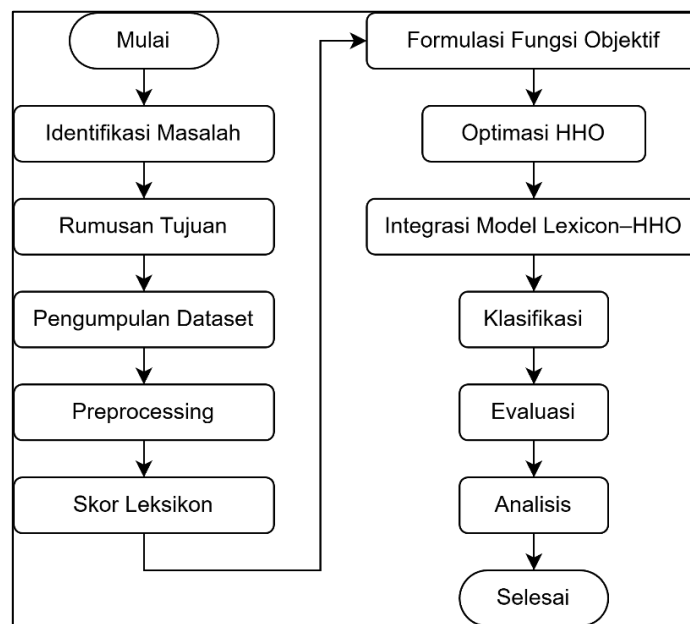 Mulai
Identifikasi Masalah
Rumusan Tujuan
Pengumpulan Dataset
Preprocessing
Skor Leksikon
Formulasi Fungsi Objektif
Optimasi HHO
Integrasi Model Lexicon–HHO
Klasifikasi
Evaluasi
Analisis
Selesai